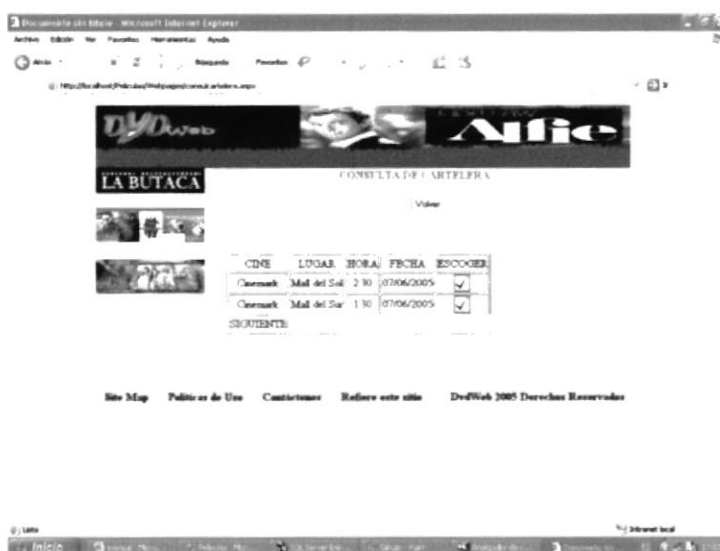 Documento sin título - Microsoft Internet Explorer
Archivo Edición Ver Favoritos Herramientas Ayuda
Atrás Búsqueda Favoritos
DVDweb
Alfie
LA BUTACA
CONSULTA DE CARTELERA
Volver
CINE LUGAR HORA FECHA ESCOGER
Cinemark Mall del Sol 2:30 07/06/2005
Cinemark Mall del Sur 1:30 07/06/2005
SIGUIENTE
Site Map Políticas de Uso Contáctenos Refiere este sitio DvdWeb 2005 Derechos Reservados
Listo Intranet local
Inicio